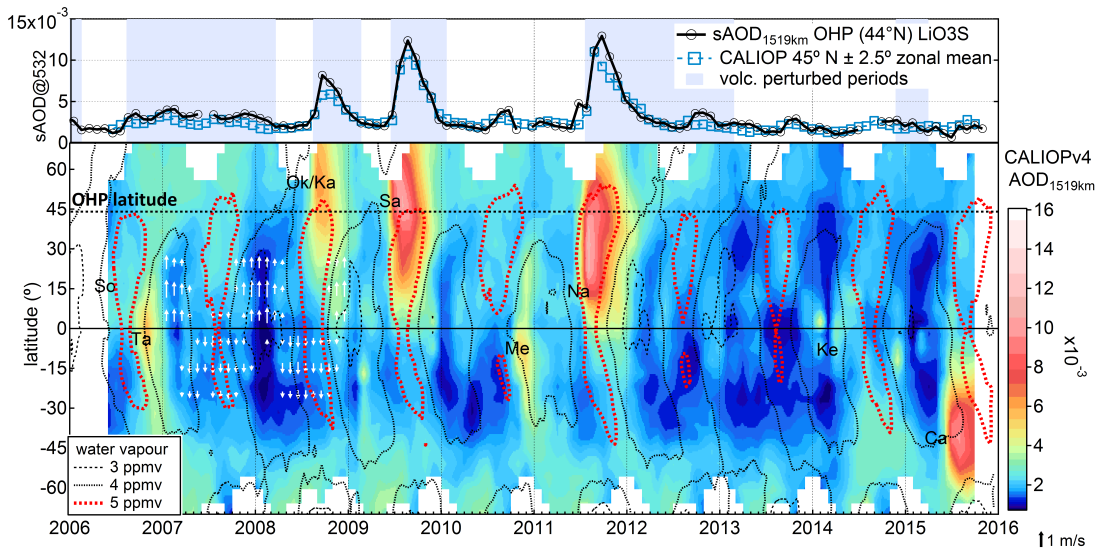 15x10⁻³
10
5
0
sAOD@532
sAOD1519km OHP (44°N) LiO3S
CALIOP 45º N ± 2.5º zonal mean
volc. perturbed periods
60
45
30
15
0
-15
-30
-45
-60
latitude (º)
OHP latitude
Ok/Ka
Sa
So
Na
Ta
Me
Ke
Ca
water vapour
3 ppmv
4 ppmv
5 ppmv
2006
2007
2008
2009
2010
2011
2012
2013
2014
2015
2016
CALIOPv4
AOD1519km
16
14
12
10
8
6
4
2
x10⁻³
1 m/s